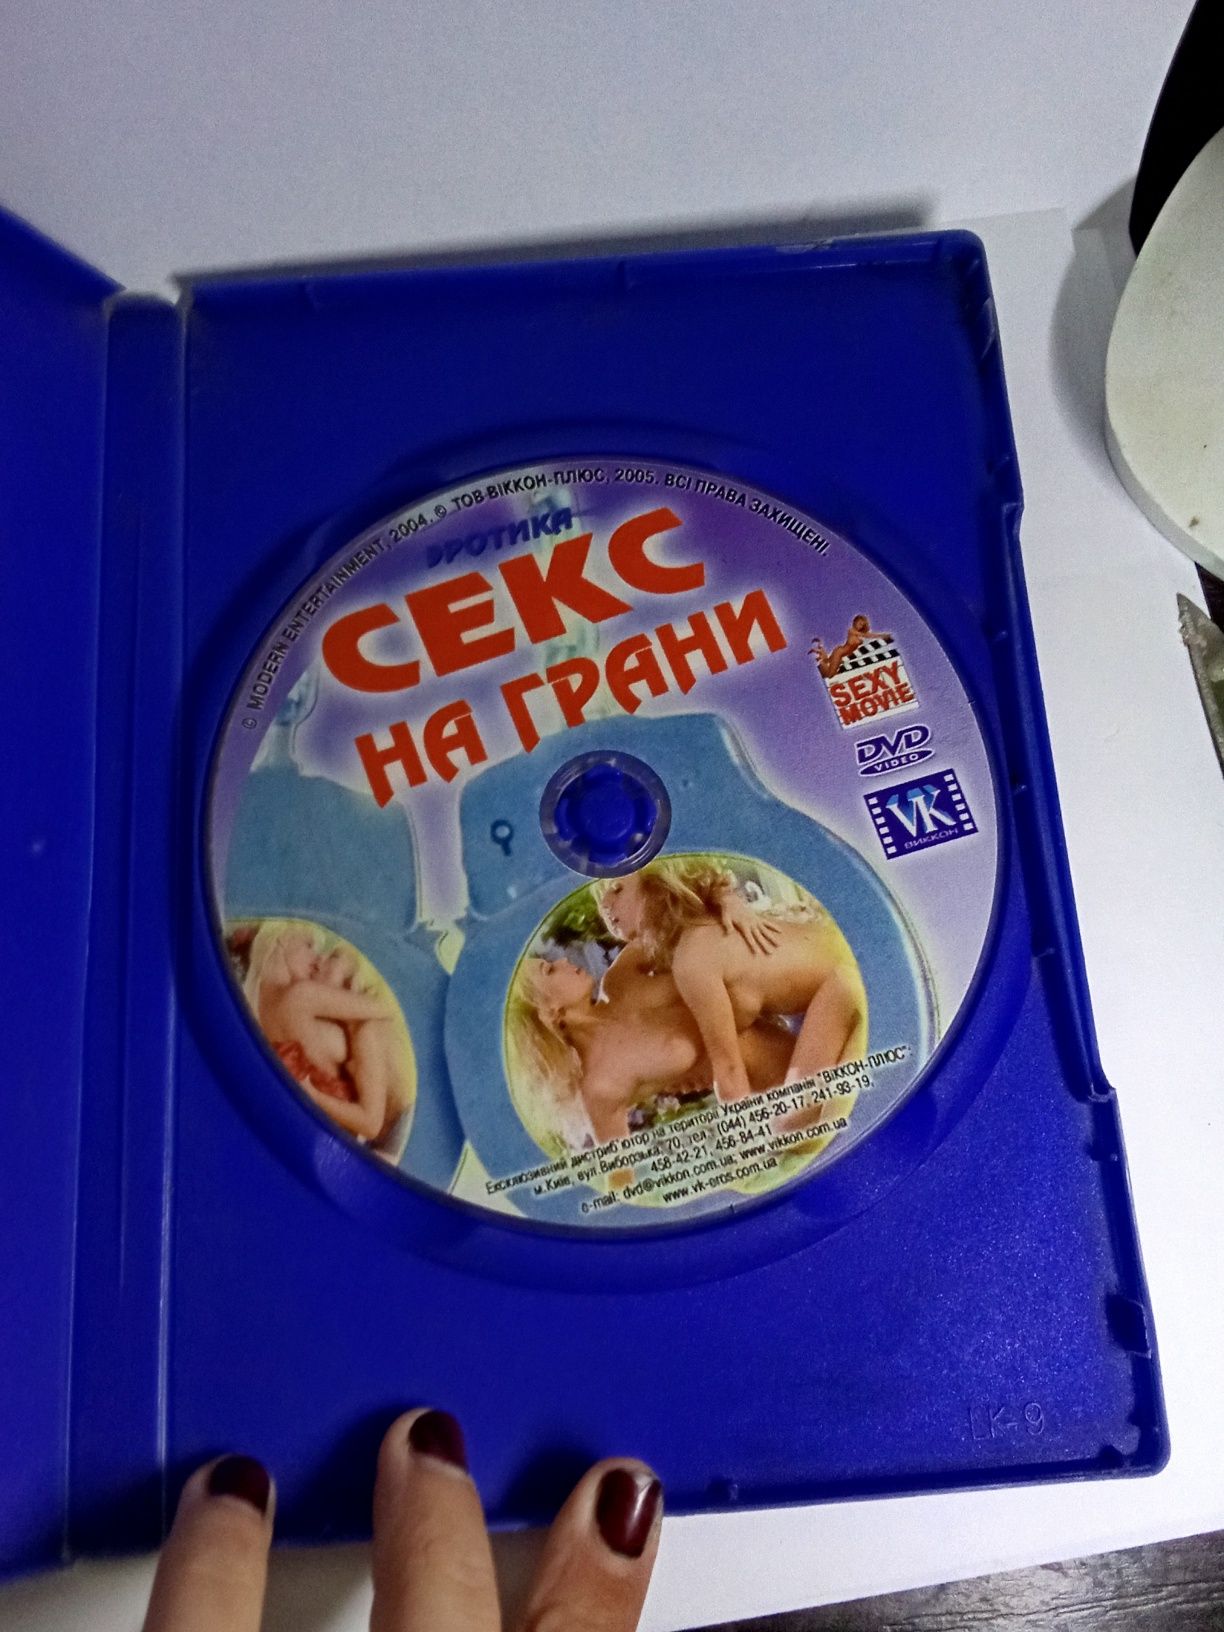 © MODERN ENTERTAINMENT, 2004. © ТОВ ВІККОН-ПЛЮС, 2005. ВСІ ПРАВА ЗАХИЩЕНІ.
ЭРОТИКА
СЕКС
НА ГРАНИ
SEXY
MOVIE
DVD
VIDEO
VK
ВИККОН
Ексклюзивний дистриб'ютор на території України компанія "ВІККОН-ПЛЮС":
м.Київ, вул.Виборзька, 70, тел.: (044) 456-20-17, 241-93-19,
458-42-21, 456-84-41
e-mail: dvd@vikkon.com.ua; www.vikkon.com.ua
www.vk-eros.com.ua
LK-9